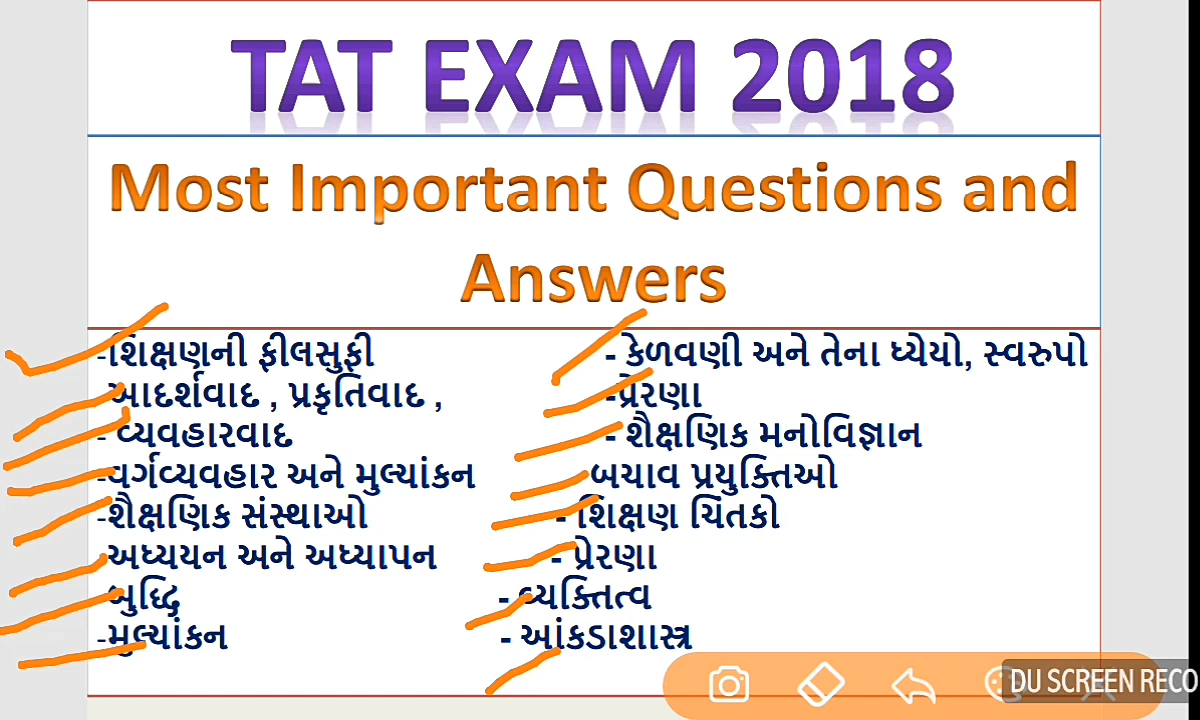 TAT EXAM 2018
Most Important Questions and
Answers
-શિક્ષણની ફીલસુફી - કેળવણી અને તેના ધ્યેયો, સ્વરુપો
-આદર્શવાદ , પ્રકૃતિવાદ , -પ્રેરણા
- વ્યવહારવાદ - શૈક્ષણિક મનોવિજ્ઞાન
-વર્ગવ્યવહાર અને મુલ્યાંકન -બચાવ પ્રયુક્તિઓ
-શૈક્ષણિક સંસ્થાઓ - શિક્ષણ ચિંતકો
-અધ્યયન અને અધ્યાપન - પ્રેરણા
-બુદ્ધિ - વ્યક્તિત્વ
-મુલ્યાંકન - આંકડાશાસ્ત્ર
DU SCREEN RECO